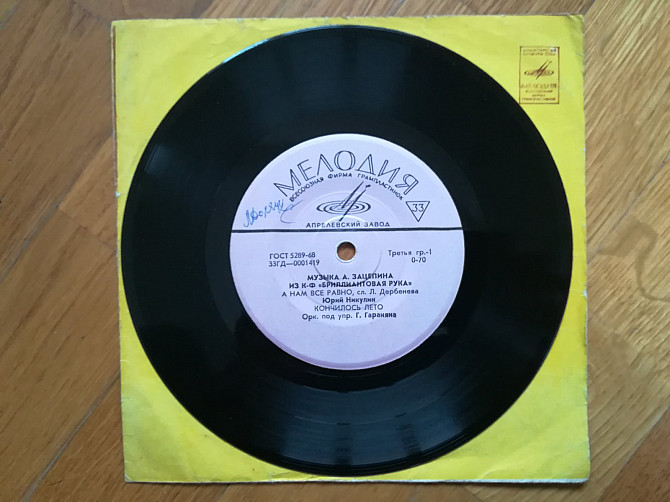 МЕЛОДИЯ
ВСЕСОЮЗНАЯ ФИРМА ГРАМПЛАСТИНОК
33
АПРЕЛЕВСКИЙ ЗАВОД
ГОСТ 5289-68
Третья гр.-1
33ГД—0001419
0-70
МУЗЫКА А. ЗАЦЕПИНА
ИЗ К-Ф «БРИЛЛИАНТОВАЯ РУКА»
А НАМ ВСЕ РАВНО, сл. Л. Дербенева
Юрий Никулин
КОНЧИЛОСЬ ЛЕТО
Орк. под упр. Г. Гараняна